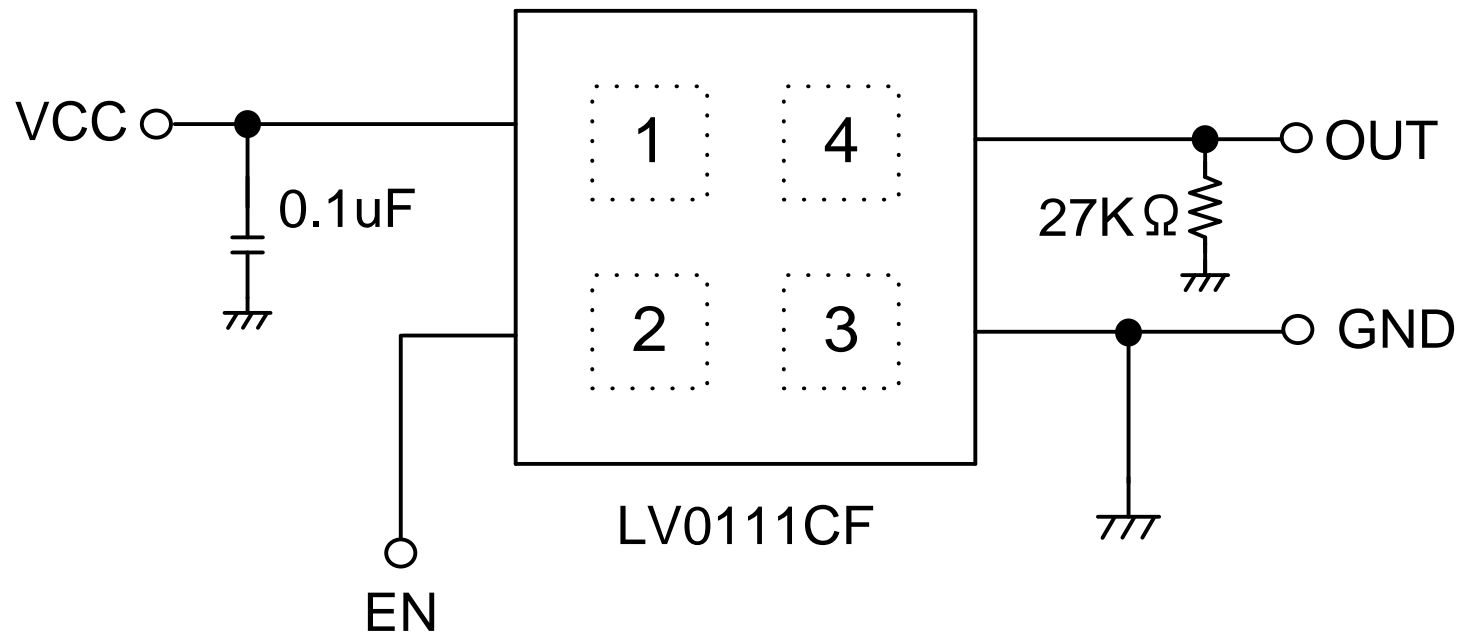 VCC
1
4
OUT
0.1uF
27KΩ
2
3
GND
LV0111CF
EN